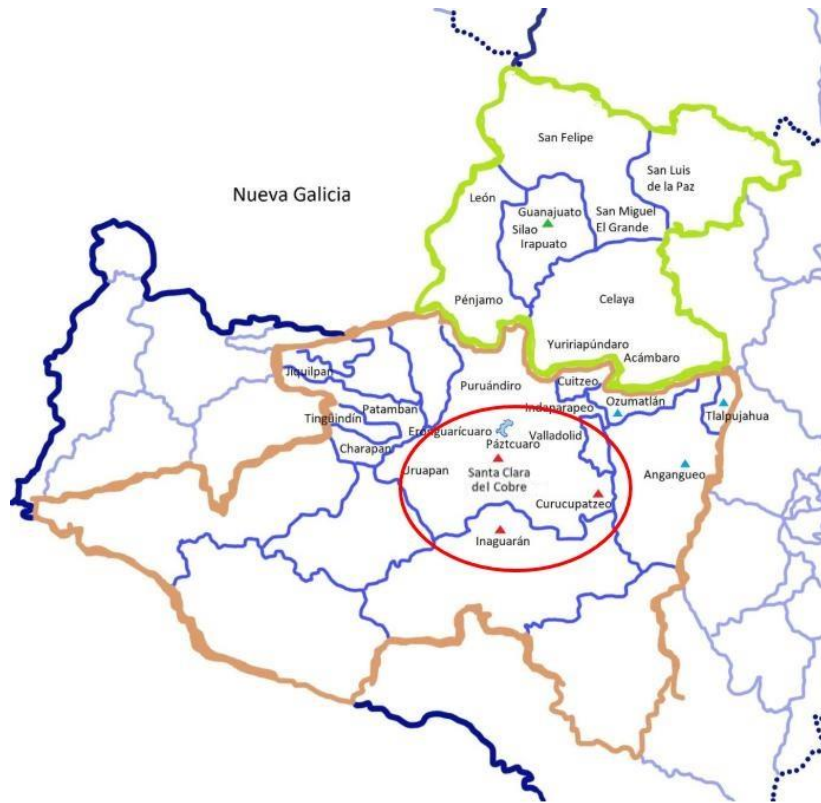 San Felipe
San Luis
de la Paz
Nueva Galicia
León
Guanajuato
Silao
Irapuato
San Miguel
El Grande
Pénjamo
Celaya
Yuririapúndaro
Acámbaro
Jiquilpan
Puruándiro
Cuitzeo
Ozumatlán
Tlalpujahua
Patamban
Indaparapeo
Tingüindín
Eronguarícuaro
Valladolid
Páztcuaro
Charapan
Uruapan
Santa Clara
del Cobre
Angangueo
Curucupatzeo
Inaguarán